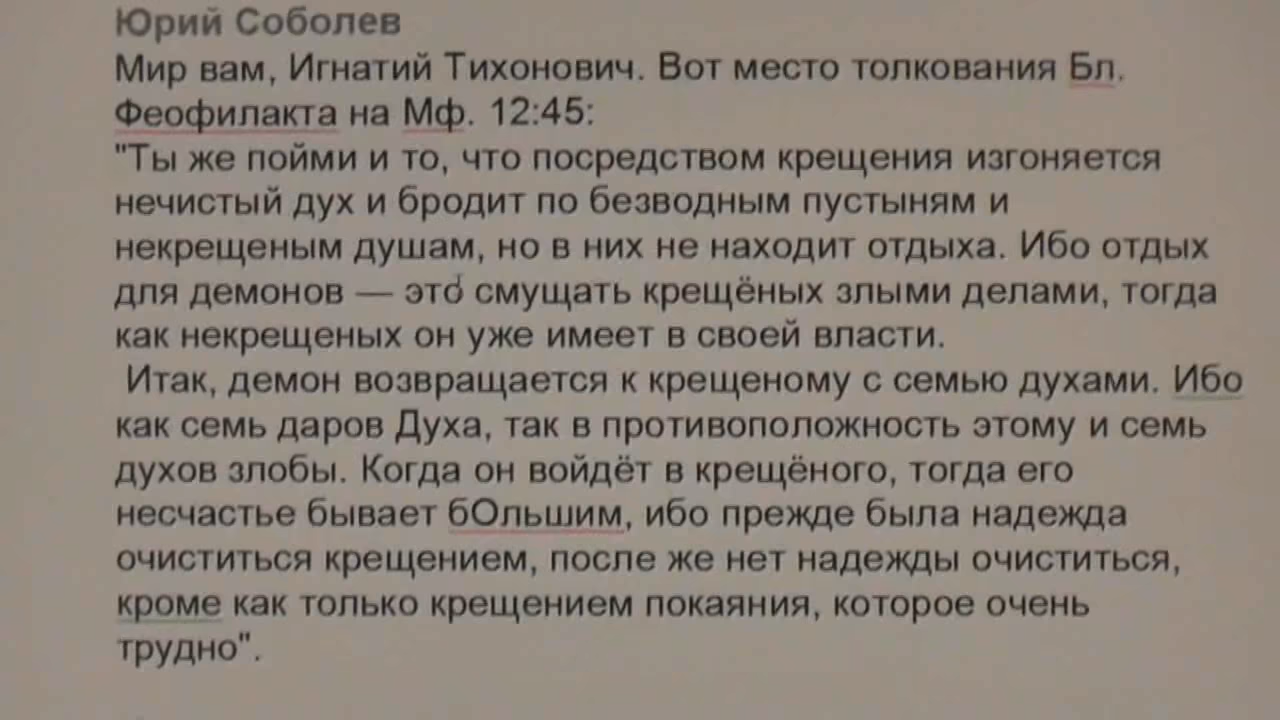 Юрий Соболев
Мир вам, Игнатий Тихонович. Вот место толкования Бл.
Феофилакта на Мф. 12:45:
"Ты же пойми и то, что посредством крещения изгоняется
нечистый дух и бродит по безводным пустыням и
некрещеным душам, но в них не находит отдыха. Ибо отдых
для демонов — это смущать крещёных злыми делами, тогда
как некрещеных он уже имеет в своей власти.
Итак, демон возвращается к крещеному с семью духами. Ибо
как семь даров Духа, так в противоположность этому и семь
духов злобы. Когда он войдёт в крещёного, тогда его
несчастье бывает бОльшим, ибо прежде была надежда
очиститься крещением, после же нет надежды очиститься,
кроме как только крещением покаяния, которое очень
трудно".